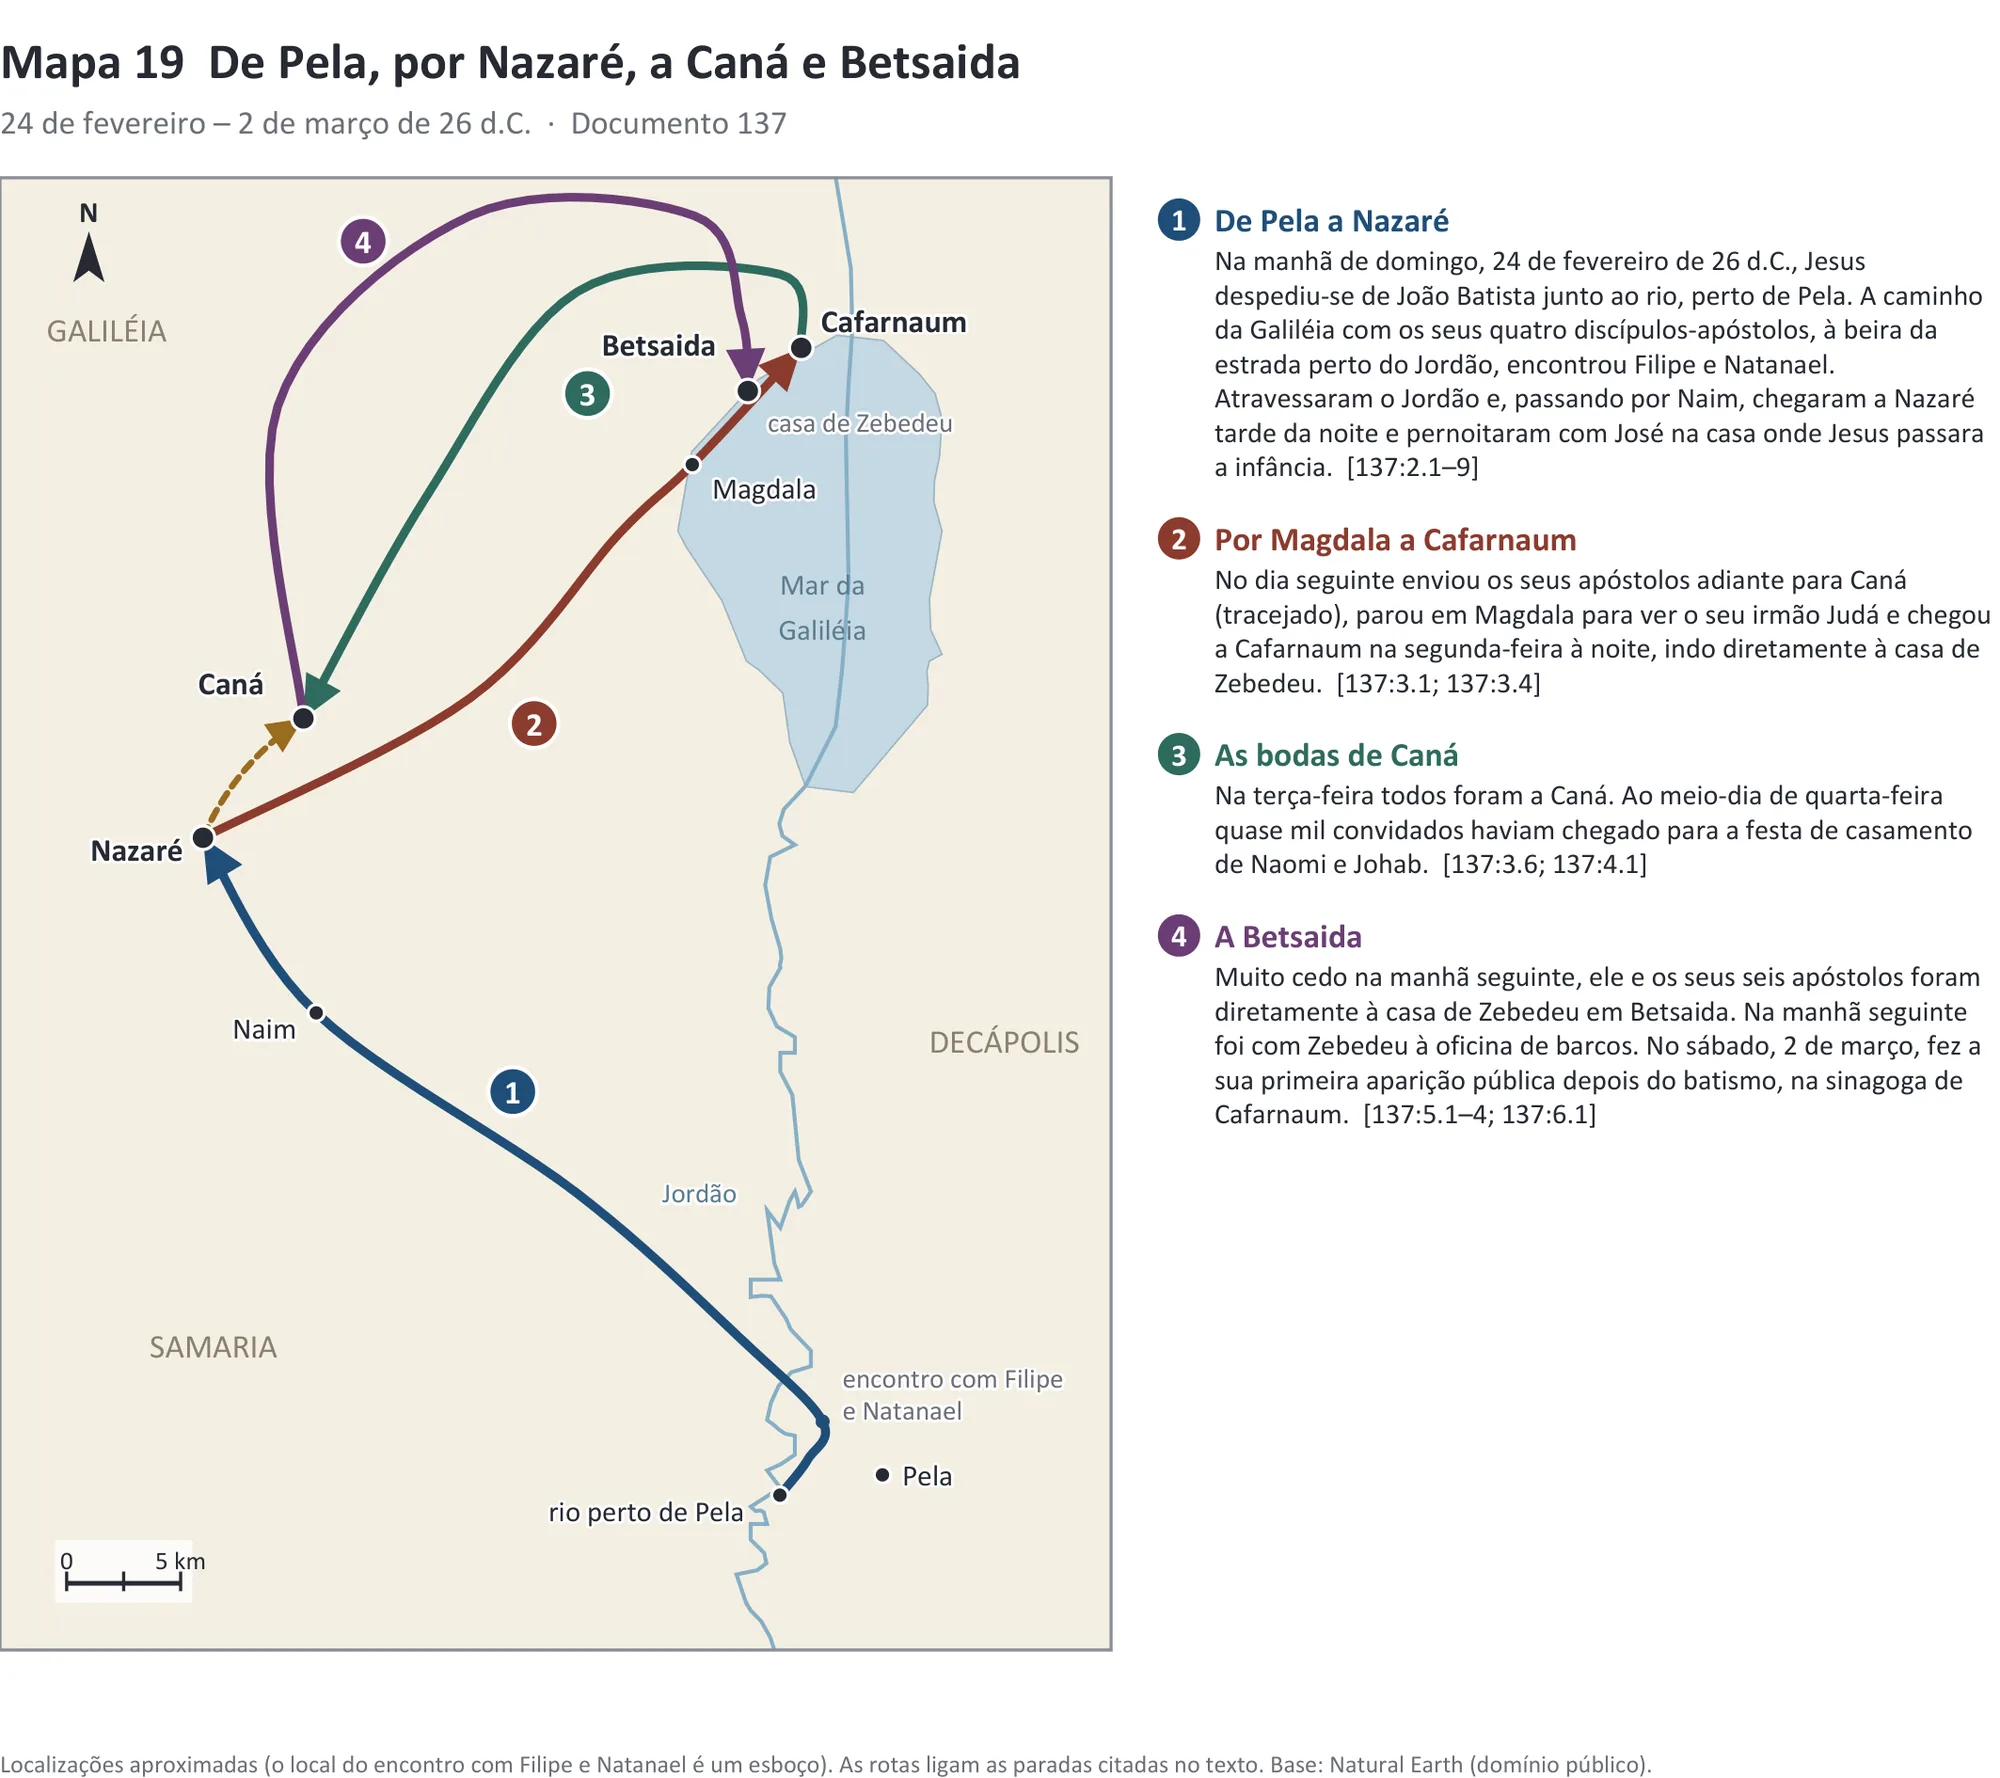 Mapa 19  De Pela, por Nazaré, a Caná e Betsaida
24 de fevereiro – 2 de março de 26 d.C.  ·  Documento 137
N
GALILÉIA
4
Cafarnaum
Betsaida
3
casa de Zebedeu
Magdala
Mar da
Galiléia
Caná
2
Nazaré
Naim
DECÁPOLIS
1
Jordão
SAMARIA
encontro com Filipe
e Natanael
Pela
rio perto de Pela
0 5 km
1 De Pela a Nazaré
Na manhã de domingo, 24 de fevereiro de 26 d.C., Jesus
despediu-se de João Batista junto ao rio, perto de Pela. A caminho
da Galiléia com os seus quatro discípulos-apóstolos, à beira da
estrada perto do Jordão, encontrou Filipe e Natanael.
Atravessaram o Jordão e, passando por Naim, chegaram a Nazaré
tarde da noite e pernoitaram com José na casa onde Jesus passara
a infância.  [137:2.1–9]
2 Por Magdala a Cafarnaum
No dia seguinte enviou os seus apóstolos adiante para Caná
(tracejado), parou em Magdala para ver o seu irmão Judá e chegou
a Cafarnaum na segunda-feira à noite, indo diretamente à casa de
Zebedeu.  [137:3.1; 137:3.4]
3 As bodas de Caná
Na terça-feira todos foram a Caná. Ao meio-dia de quarta-feira
quase mil convidados haviam chegado para a festa de casamento
de Naomi e Johab.  [137:3.6; 137:4.1]
4 A Betsaida
Muito cedo na manhã seguinte, ele e os seus seis apóstolos foram
diretamente à casa de Zebedeu em Betsaida. Na manhã seguinte
foi com Zebedeu à oficina de barcos. No sábado, 2 de março, fez a
sua primeira aparição pública depois do batismo, na sinagoga de
Cafarnaum.  [137:5.1–4; 137:6.1]
Localizações aproximadas (o local do encontro com Filipe e Natanael é um esboço). As rotas ligam as paradas citadas no texto. Base: Natural Earth (domínio público).